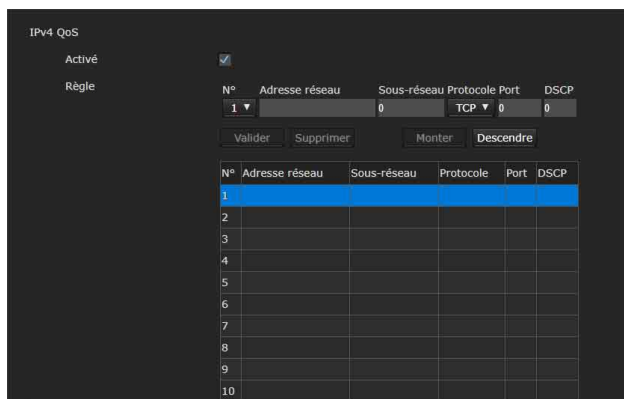 IPv4 QoS
Activé
Règle
N° Adresse réseau Sous-réseau Protocole Port DSCP
1 0 TCP 0 0
Valider Supprimer Monter Descendre
N° Adresse réseau Sous-réseau Protocole Port DSCP
1
2
3
4
5
6
7
8
9
10